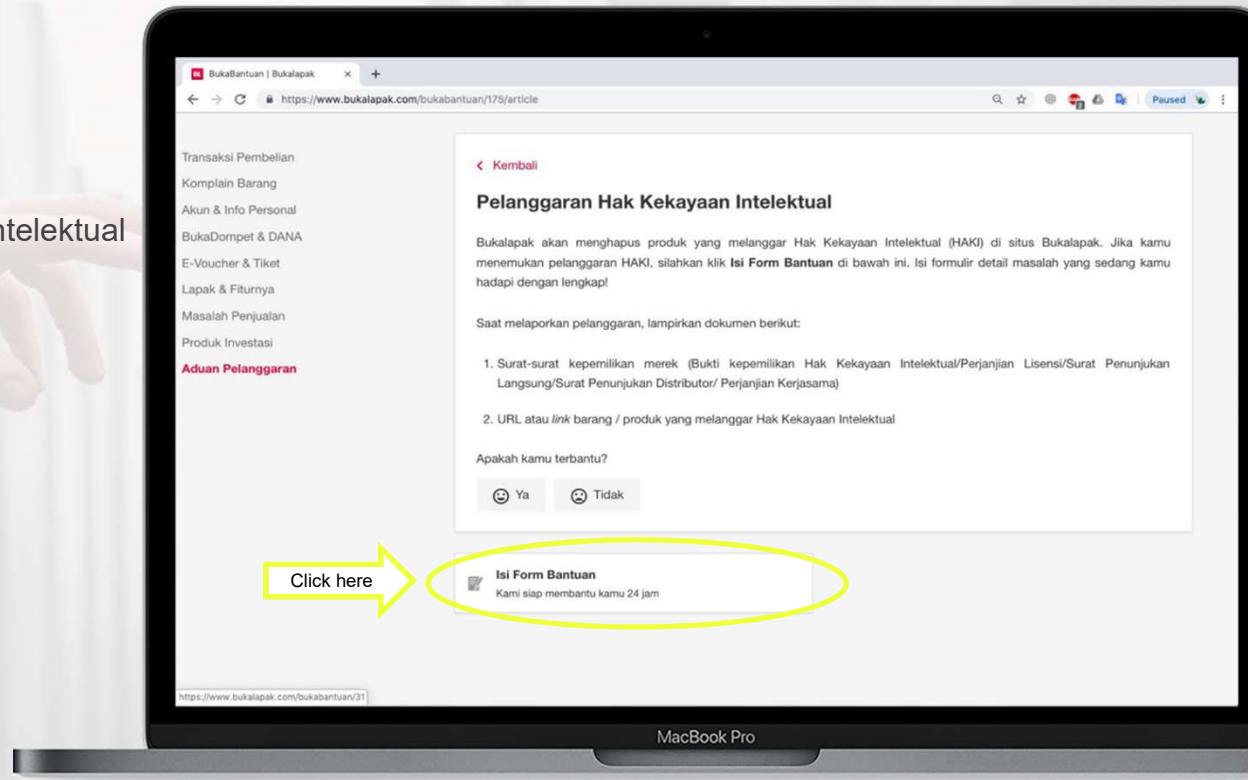 BukaBantuan | Bukalapak
https://www.bukalapak.com/bukabantuan/175/article
Paused
Transaksi Pembelian
Komplain Barang
Akun & Info Personal
BukaDompet & DANA
E-Voucher & Tiket
Lapak & Fiturnya
Masalah Penjualan
Produk Investasi
Aduan Pelanggaran
ntelektual
Kembali
Pelanggaran Hak Kekayaan Intelektual
Bukalapak akan menghapus produk yang melanggar Hak Kekayaan Intelektual (HAKI) di situs Bukalapak. Jika kamu
menemukan pelanggaran HAKI, silahkan klik Isi Form Bantuan di bawah ini. Isi formulir detail masalah yang sedang kamu
hadapi dengan lengkap!
Saat melaporkan pelanggaran, lampirkan dokumen berikut:
1. Surat-surat kepemilikan merek (Bukti kepemilikan Hak Kekayaan Intelektual/Perjanjian Lisensi/Surat Penunjukan
Langsung/Surat Penunjukan Distributor/ Perjanjian Kerjasama)
2. URL atau link barang / produk yang melanggar Hak Kekayaan Intelektual
Apakah kamu terbantu?
Ya
Tidak
Click here
Isi Form Bantuan
Kami siap membantu kamu 24 jam
https://www.bukalapak.com/bukabantuan/31
MacBook Pro